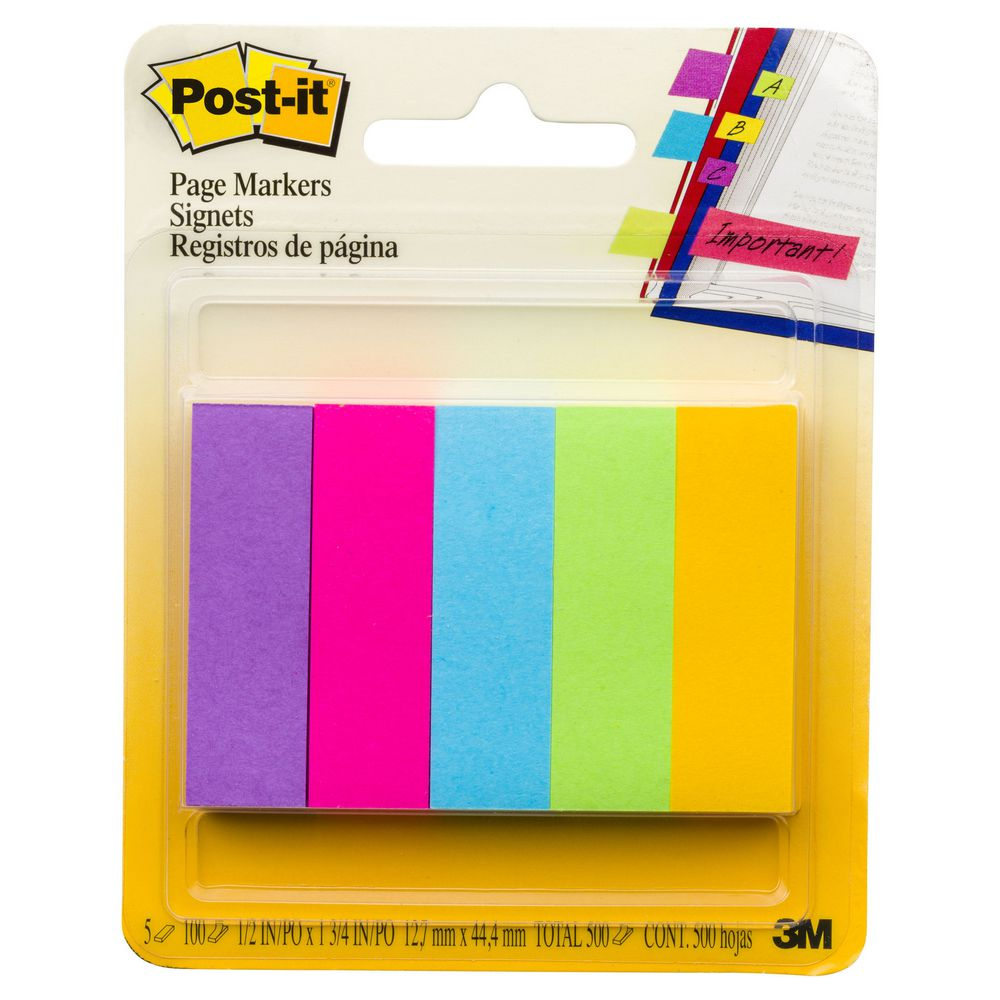 Post-it®
Page Markers
Signets
Registros de página
A
B
C
Important!
5 100 1/2 IN/PO x 1 3/4 IN/PO 12,7 mm x 44,4 mm TOTAL 500 CONT. 500 hojas 3M